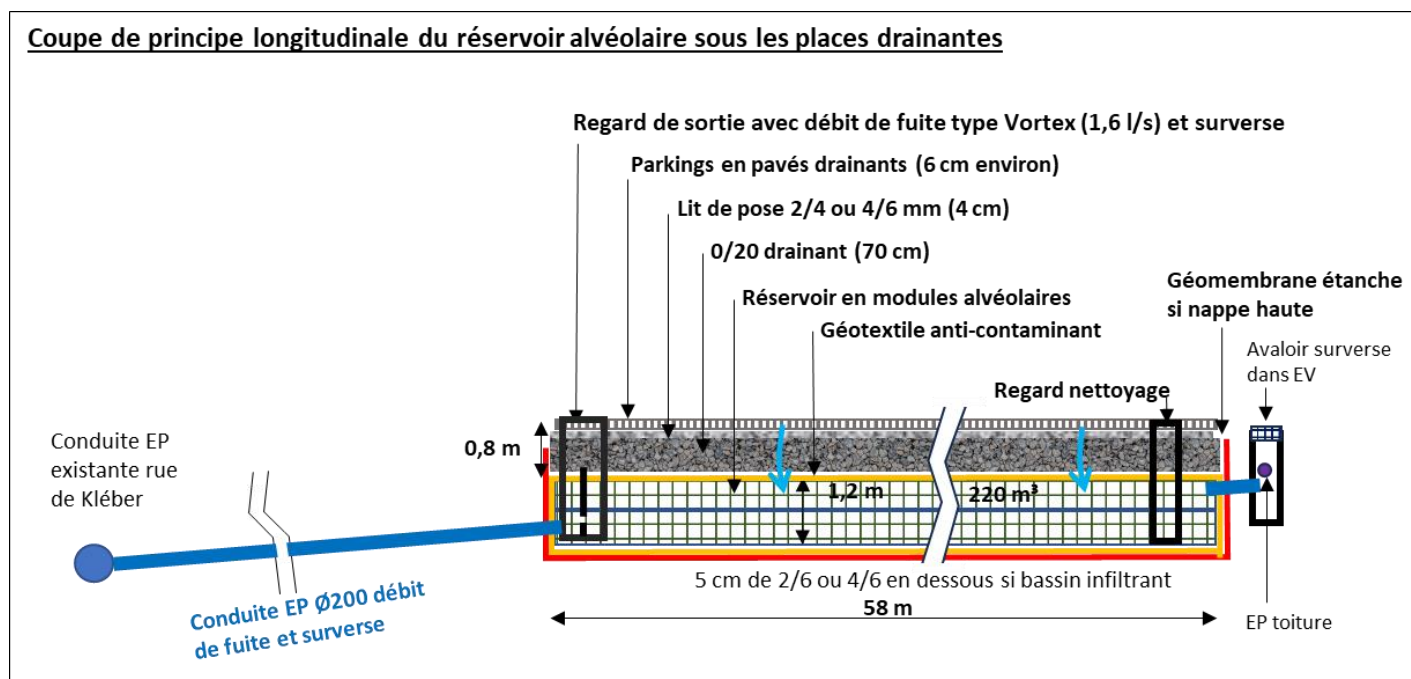 Coupe de principe longitudinale du réservoir alvéolaire sous les places drainantes
Regard de sortie avec débit de fuite type Vortex (1,6 l/s) et surverse
Parkings en pavés drainants (6 cm environ)
Lit de pose 2/4 ou 4/6 mm (4 cm)
0/20 drainant (70 cm)
Réservoir en modules alvéolaires
Géotextile anti-contaminant
Géomembrane étanche
si nappe haute
Avaloir surverse
dans EV
Regard nettoyage
Conduite EP
existante rue
de Kléber
0,8 m
1,2 m
220 m³
Conduite EP Ø200 débit
de fuite et surverse
5 cm de 2/6 ou 4/6 en dessous si bassin infiltrant
58 m
EP toiture